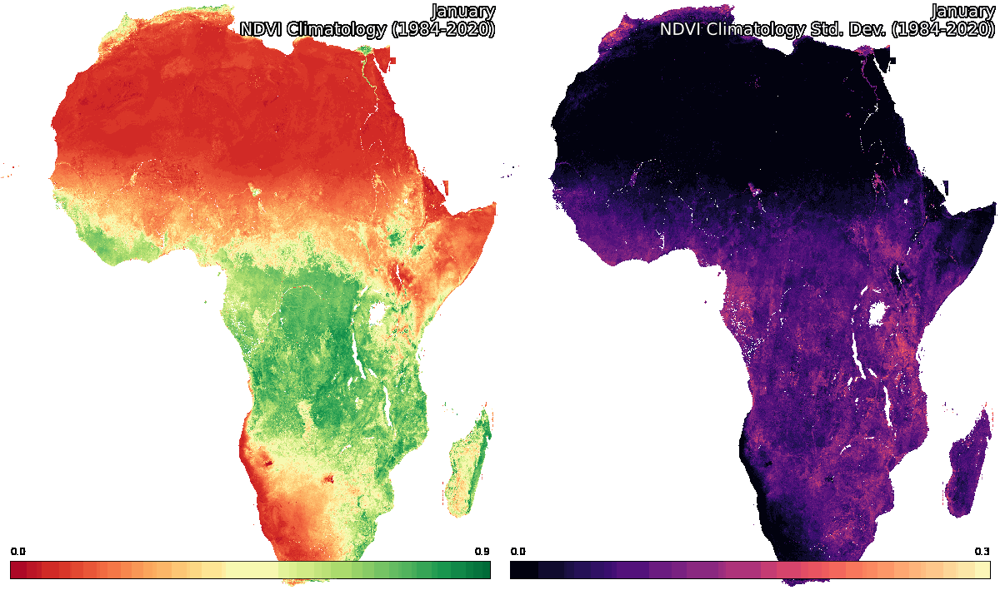 January
NDVI Climatology (1984-2020)
January
NDVI Climatology Std. Dev. (1984-2020)
0.0 0.9
0.0 0.3